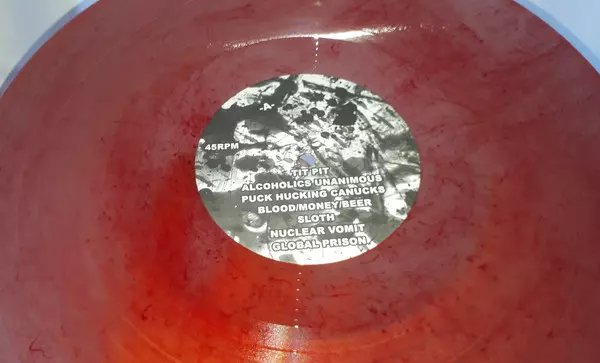 -A-
45RPM
TIT PIT
ALCOHOLICS UNANIMOUS
PUCK HUCKING CANUCKS
BLOOD/MONEY/BEER
SLOTH
NUCLEAR VOMIT
GLOBAL PRISON